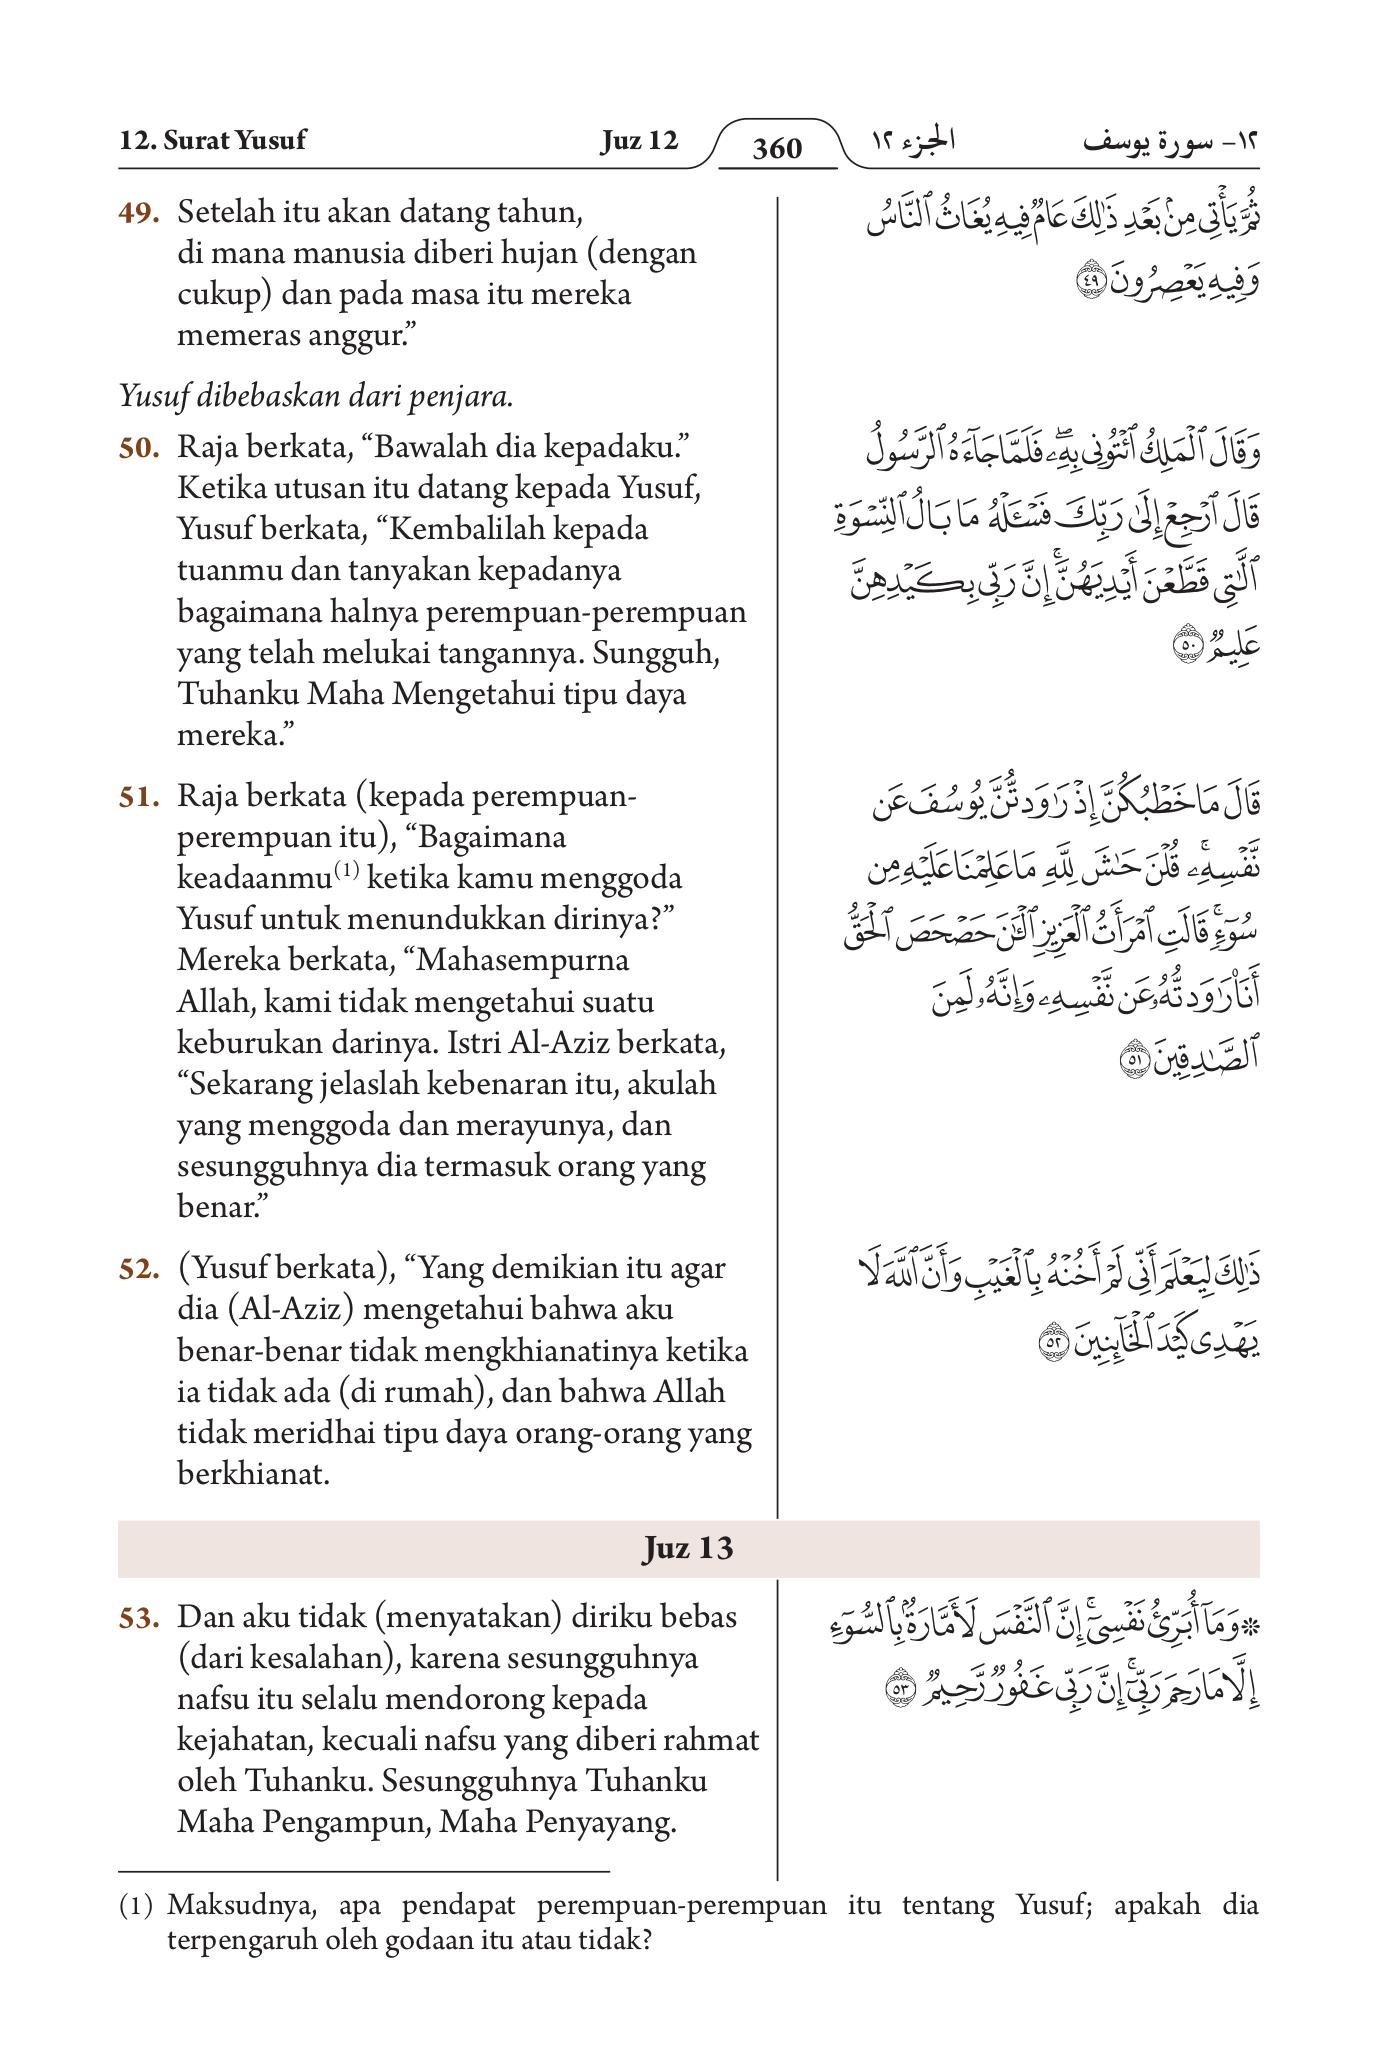 12. Surat Yusuf
Juz 12
360
الجزء ١٢
١٢- سورة يوسف
49. Setelah itu akan datang tahun,
di mana manusia diberi hujan (dengan
cukup) dan pada masa itu mereka
memeras anggur.”
ثُمَّ يَأْتِى مِنۢ بَعْدِ ذَٰلِكَ عَامٌ فِيهِ يُغَاثُ ٱلنَّاسُ
وَفِيهِ يَعْصِرُونَ ٤٩
Yusuf dibebaskan dari penjara.
50. Raja berkata, “Bawalah dia kepadaku.”
Ketika utusan itu datang kepada Yusuf,
Yusuf berkata, “Kembalilah kepada
tuanmu dan tanyakan kepadanya
bagaimana halnya perempuan-perempuan
yang telah melukai tangannya. Sungguh,
Tuhanku Maha Mengetahui tipu daya
mereka.”
وَقَالَ ٱلْمَلِكُ ٱئْتُونِى بِهِۦۖ فَلَمَّا جَآءَهُ ٱلرَّسُولُ
قَالَ ٱرْجِعْ إِلَىٰ رَبِّكَ فَسْـَٔلْهُ مَا بَالُ ٱلنِّسْوَةِ
ٱلَّـٰتِى قَطَّعْنَ أَيْدِيَهُنَّۚ إِنَّ رَبِّى بِكَيْدِهِنَّ
عَلِيمٌ ٥٠
51. Raja berkata (kepada perempuan-
perempuan itu), “Bagaimana
keadaanmu(1) ketika kamu menggoda
Yusuf untuk menundukkan dirinya?”
Mereka berkata, “Mahasempurna
Allah, kami tidak mengetahui suatu
keburukan darinya. Istri Al-Aziz berkata,
“Sekarang jelaslah kebenaran itu, akulah
yang menggoda dan merayunya, dan
sesungguhnya dia termasuk orang yang
benar.”
قَالَ مَا خَطْبُكُنَّ إِذْ رَٰوَدتُّنَّ يُوسُفَ عَن
نَّفْسِهِۦۚ قُلْنَ حَـٰشَ لِلَّهِ مَا عَلِمْنَا عَلَيْهِ مِن
سُوٓءٍۚ قَالَتِ ٱمْرَأَتُ ٱلْعَزِيزِ ٱلْـَٔـٰنَ حَصْحَصَ ٱلْحَقُّ
أَنَا۠ رَٰوَدتُّهُۥ عَن نَّفْسِهِۦ وَإِنَّهُۥ لَمِنَ
ٱلصَّـٰدِقِينَ ٥١
52. (Yusuf berkata), “Yang demikian itu agar
dia (Al-Aziz) mengetahui bahwa aku
benar-benar tidak mengkhianatinya ketika
ia tidak ada (di rumah), dan bahwa Allah
tidak meridhai tipu daya orang-orang yang
berkhianat.
ذَٰلِكَ لِيَعْلَمَ أَنِّى لَمْ أَخُنْهُ بِٱلْغَيْبِ وَأَنَّ ٱللَّهَ لَا
يَهْدِى كَيْدَ ٱلْخَآئِنِينَ ٥٢
Juz 13
53. Dan aku tidak (menyatakan) diriku bebas
(dari kesalahan), karena sesungguhnya
nafsu itu selalu mendorong kepada
kejahatan, kecuali nafsu yang diberi rahmat
oleh Tuhanku. Sesungguhnya Tuhanku
Maha Pengampun, Maha Penyayang.
* وَمَآ أُبَرِّئُ نَفْسِىٓۚ إِنَّ ٱلنَّفْسَ لَأَمَّارَةٌۢ بِٱلسُّوٓءِ
إِلَّا مَا رَحِمَ رَبِّىٓۚ إِنَّ رَبِّى غَفُورٌ رَّحِيمٌ ٥٣
(1) Maksudnya, apa pendapat perempuan-perempuan itu tentang Yusuf; apakah dia
terpengaruh oleh godaan itu atau tidak?